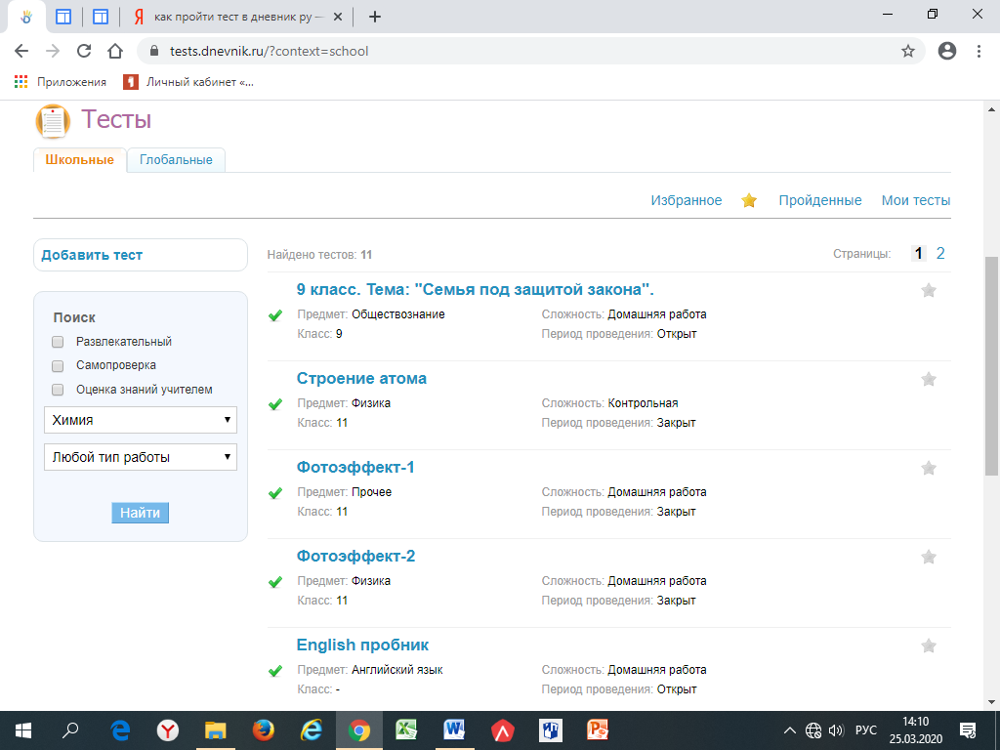 как пройти тест в дневник ру —
tests.dnevnik.ru/?context=school
Приложения
Личный кабинет «...
Тесты
Школьные
Глобальные
Избранное
Пройденные
Мои тесты
Добавить тест
Найдено тестов: 11
Страницы: 1 2
Поиск
Развлекательный
Самопроверка
Оценка знаний учителем
Химия
Любой тип работы
Найти
9 класс. Тема: "Семья под защитой закона".
Предмет: Обществознание
Сложность: Домашняя работа
Класс: 9
Период проведения: Открыт
Строение атома
Предмет: Физика
Сложность: Контрольная
Класс: 11
Период проведения: Закрыт
Фотоэффект-1
Предмет: Прочее
Сложность: Домашняя работа
Класс: 11
Период проведения: Закрыт
Фотоэффект-2
Предмет: Физика
Сложность: Домашняя работа
Класс: 11
Период проведения: Закрыт
English пробник
Предмет: Английский язык
Сложность: Домашняя работа
Класс: -
Период проведения: Открыт
РУС
14:10
25.03.2020